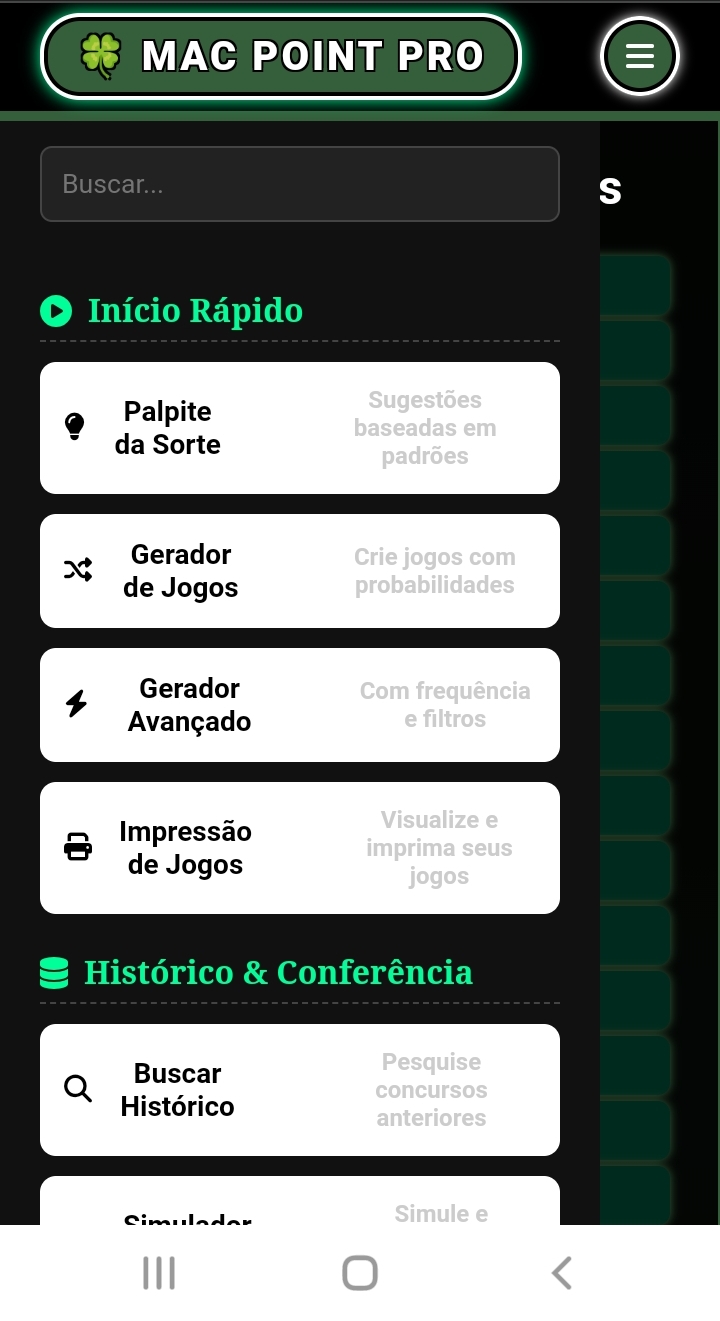 🍀 MAC POINT PRO
Buscar...
s
Início Rápido
Palpite
da Sorte
Sugestões
baseadas em
padrões
Gerador
de Jogos
Crie jogos com
probabilidades
Gerador
Avançado
Com frequência
e filtros
Impressão
de Jogos
Visualize e
imprima seus
jogos
Histórico & Conferência
Buscar
Histórico
Pesquise
concursos
anteriores
Simulador
Simule e